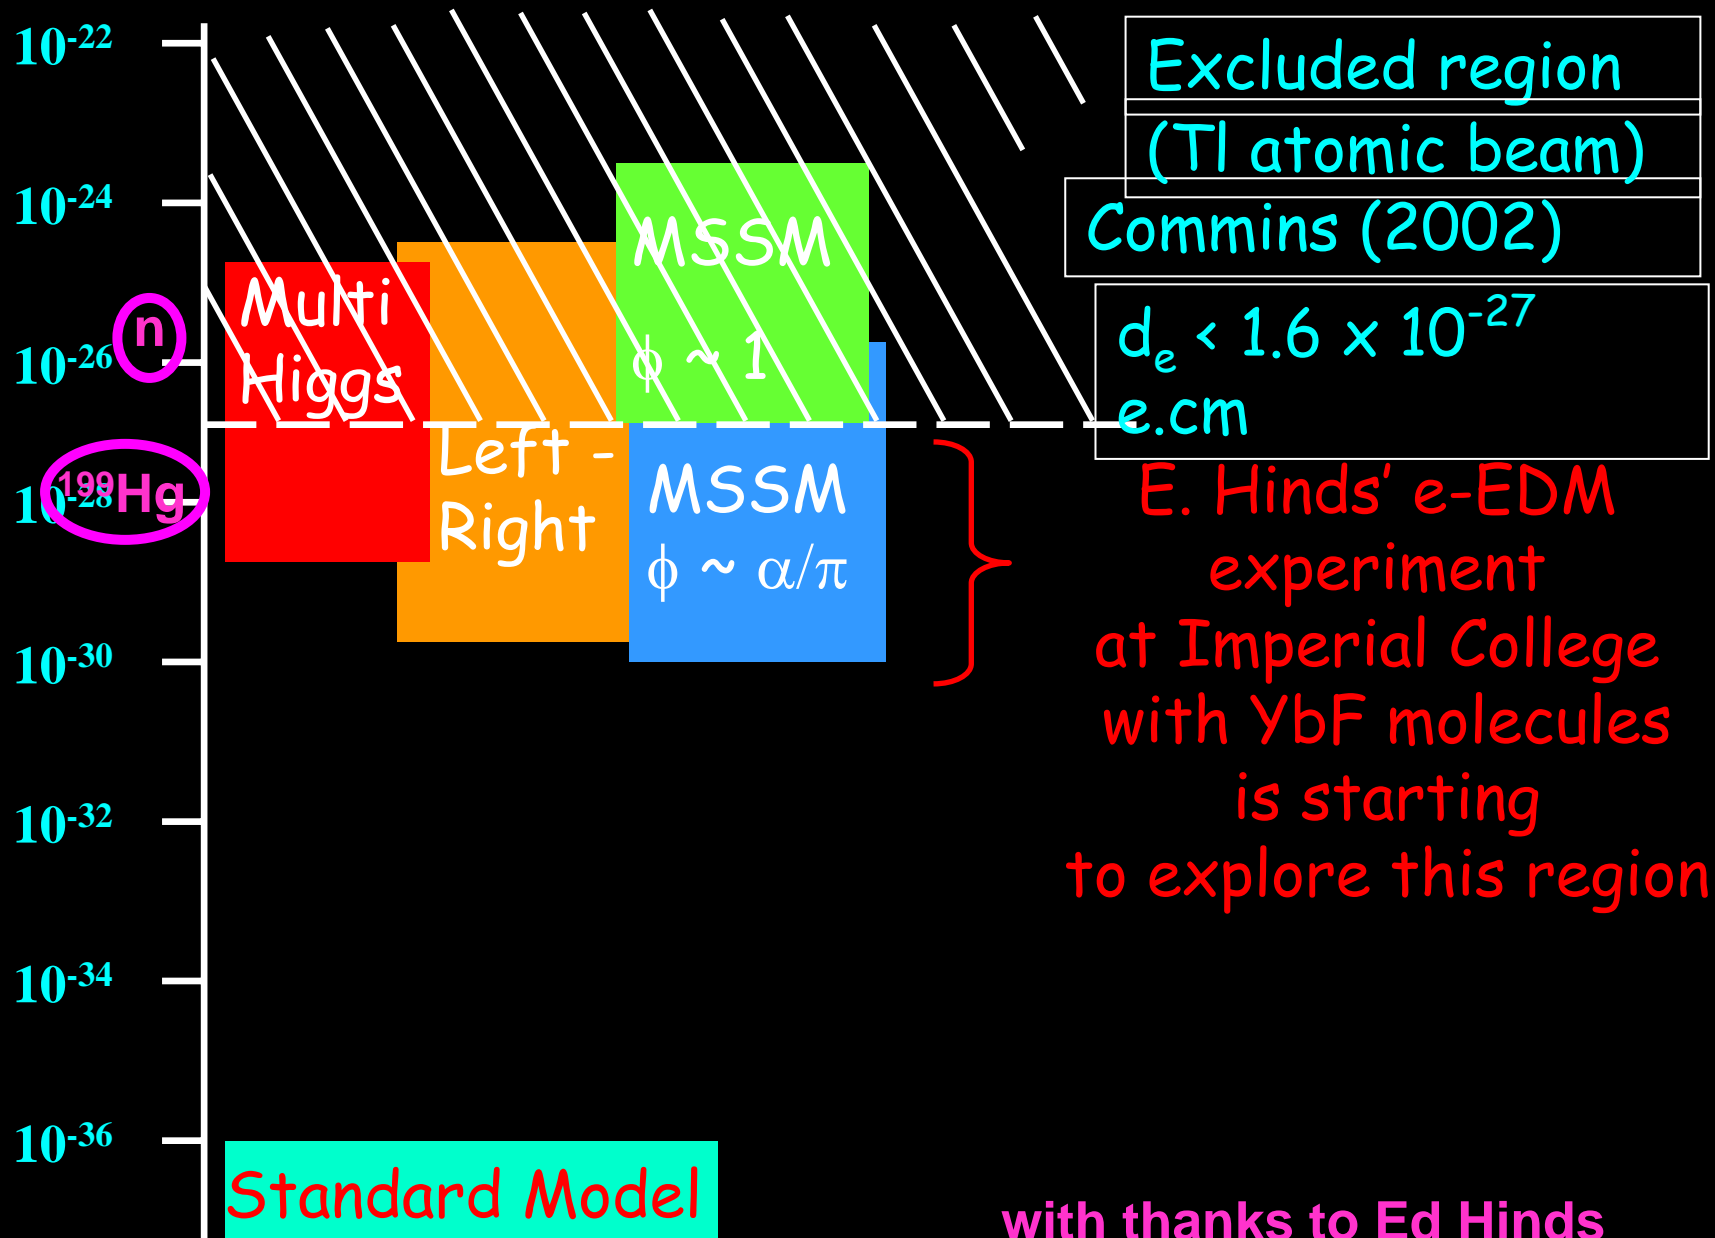 10-22
10-24
n
10-26
199Hg
10-28
10-30
10-32
10-34
10-36
Multi
Higgs
Left -
Right
MSSM
ϕ ~ 1
MSSM
ϕ ~ α/π
Standard Model
Excluded region
(Tl atomic beam)
Commins (2002)
de < 1.6 x 10-27
e.cm
E. Hinds’ e-EDM
experiment
at Imperial College
with YbF molecules
is starting
to explore this region
with thanks to Ed Hinds